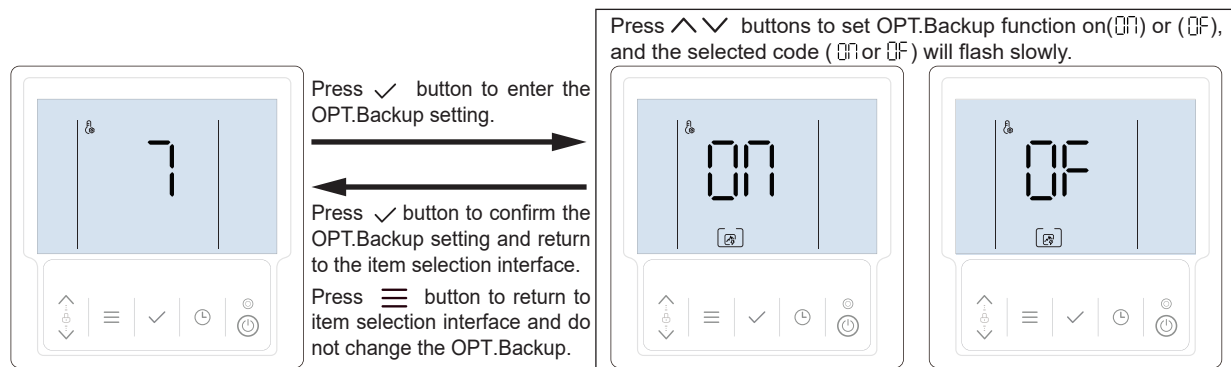 Press ∧ ∨ buttons to set OPT.Backup function on(ON) or (OF),
and the selected code ( ON or OF ) will flash slowly.
Press ✓ button to enter the
OPT.Backup setting.
Press ✓ button to confirm the
OPT.Backup setting and return
to the item selection interface.
Press ☰ button to return to
item selection interface and do
not change the OPT.Backup.
7
ON
OF